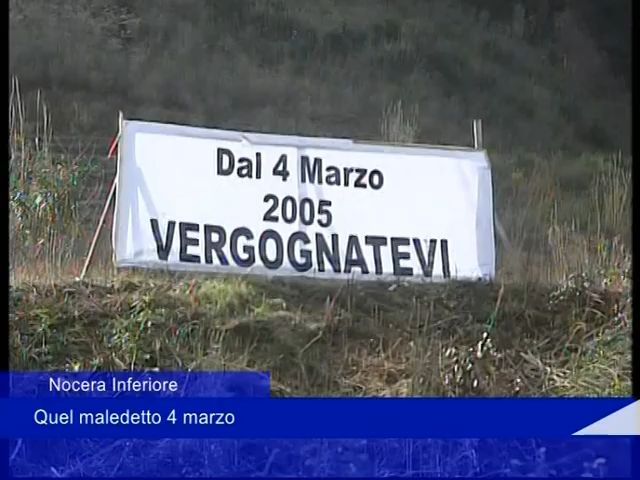 Dal 4 Marzo
2005
VERGOGNATEVI
Nocera Inferiore
Quel maledetto 4 marzo